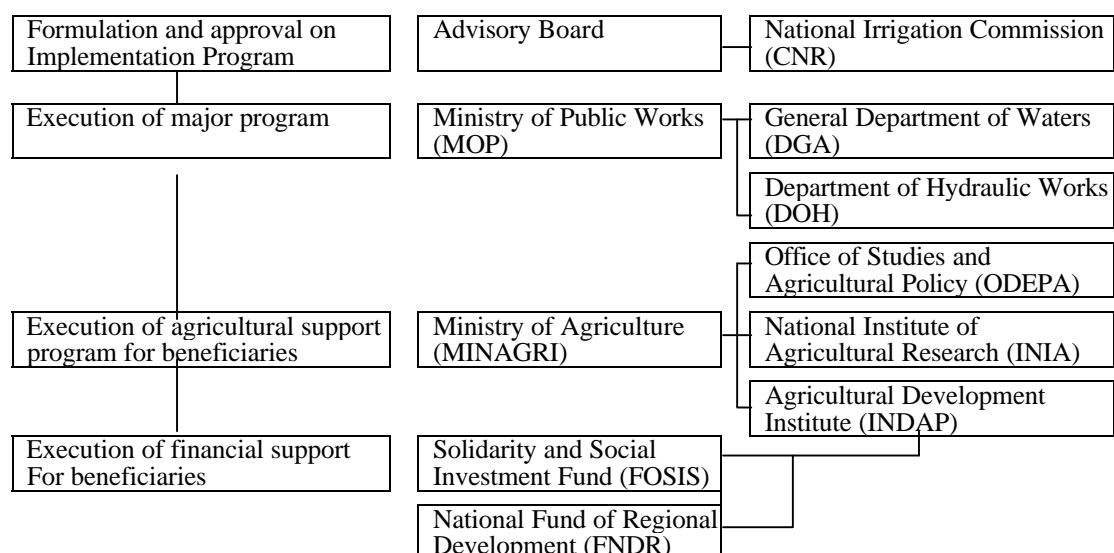 Formulation and approval on
Implementation Program
Advisory Board
National Irrigation Commission
(CNR)
Execution of major program
Ministry of Public Works
(MOP)
General Department of Waters
(DGA)
Department of Hydraulic Works
(DOH)
Office of Studies and
Agricultural Policy (ODEPA)
Execution of agricultural support
program for beneficiaries
Ministry of Agriculture
(MINAGRI)
National Institute of
Agricultural Research (INIA)
Agricultural Development
Institute (INDAP)
Execution of financial support
For beneficiaries
Solidarity and Social
Investment Fund (FOSIS)
National Fund of Regional
Development (FNDR)